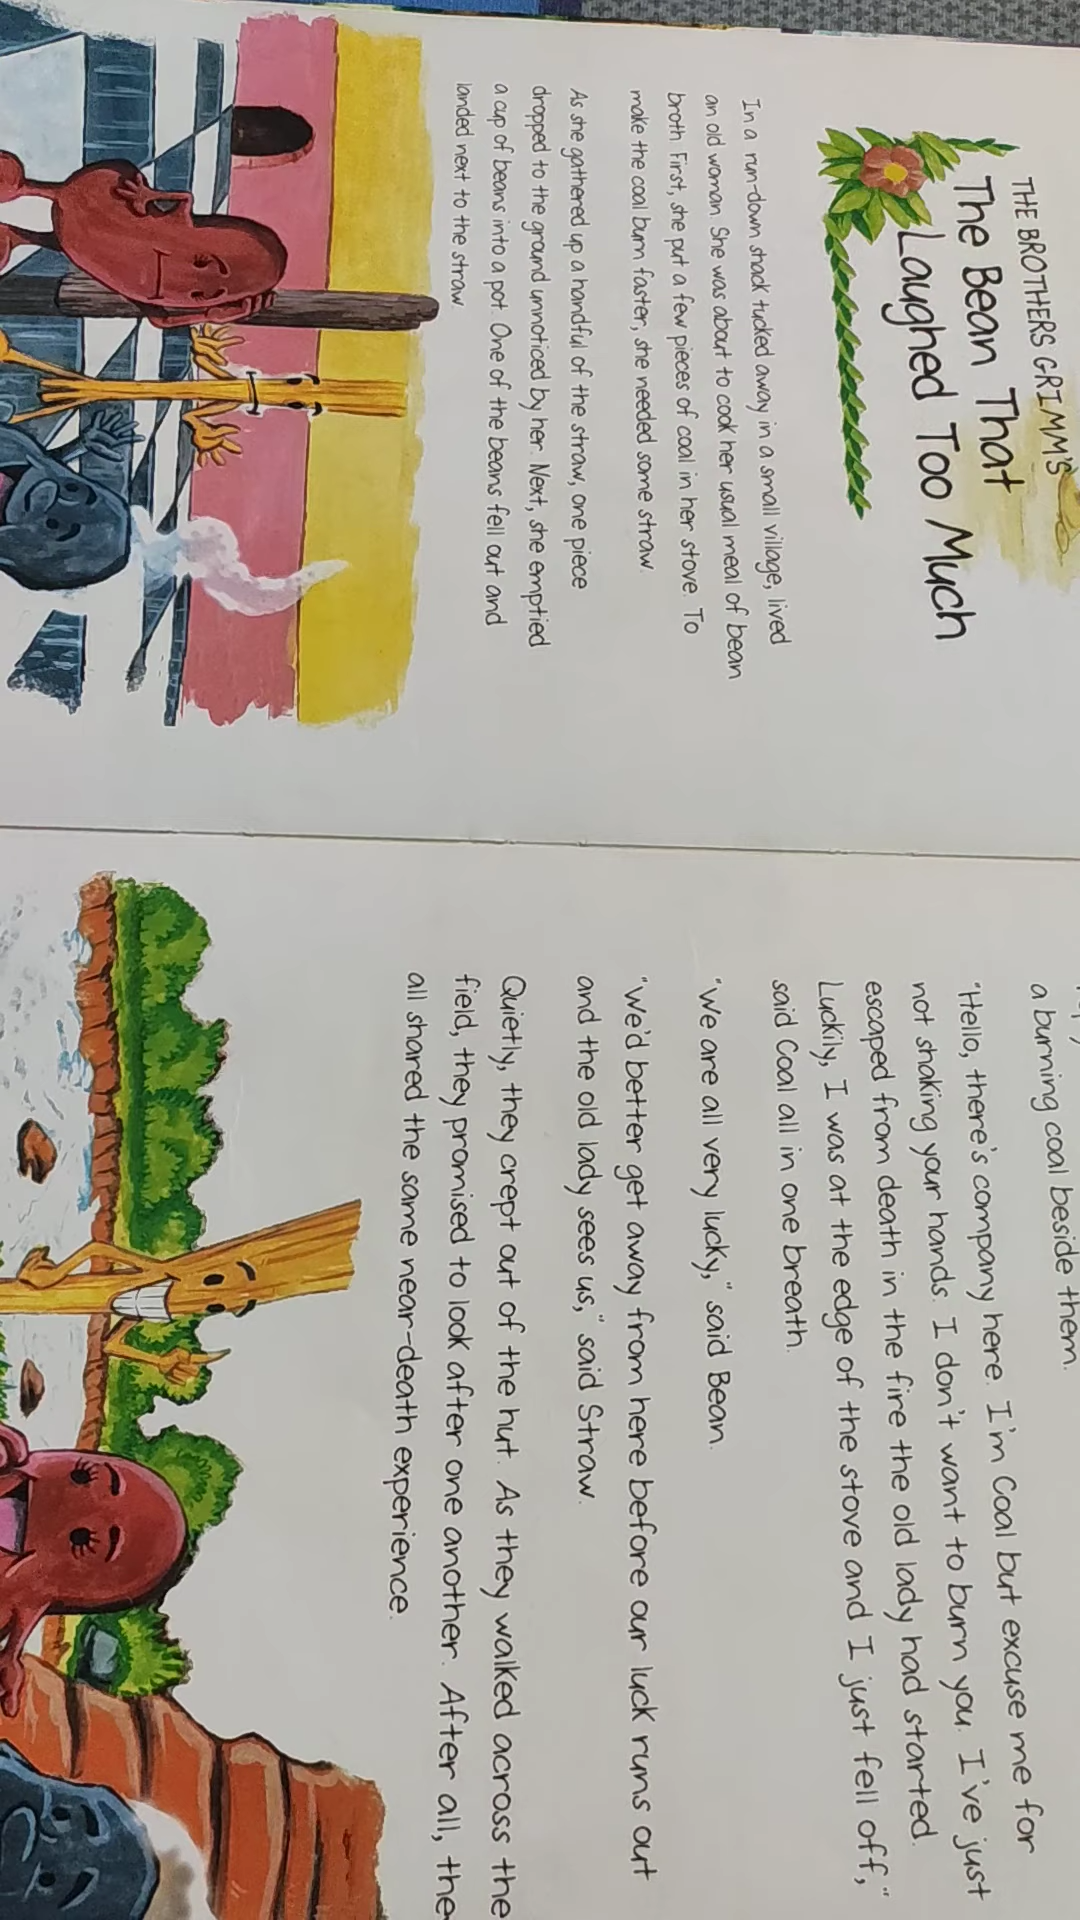 THE BROTHERS GRIMM'S
The Bean That
Laughed Too Much
In a run-down shack tucked away in a small village, lived
an old woman She was about to cook her usual meal of bean
broth First, she put a few pieces of coal in her stove. To
make the coal burn faster, she needed some straw.
As she gathered up a handful of the straw, one piece
dropped to the ground unnoticed by her. Next, she emptied
a cup of beans into a pot. One of the beans fell out and
landed next to the straw.
a burning coal beside them.
"Hello, there's company here. I'm Coal but excuse me for
not shaking your hands. I don't want to burn you. I've just
escaped from death in the fire the old lady had started.
Luckily, I was at the edge of the stove and I just fell off,"
said Coal all in one breath.
"We are all very lucky," said Bean.
"We'd better get away from here before our luck runs out
and the old lady sees us," said Straw.
Quietly, they crept out of the hut. As they walked across the
field, they promised to look after one another. After all, the
all shared the same near-death experience.